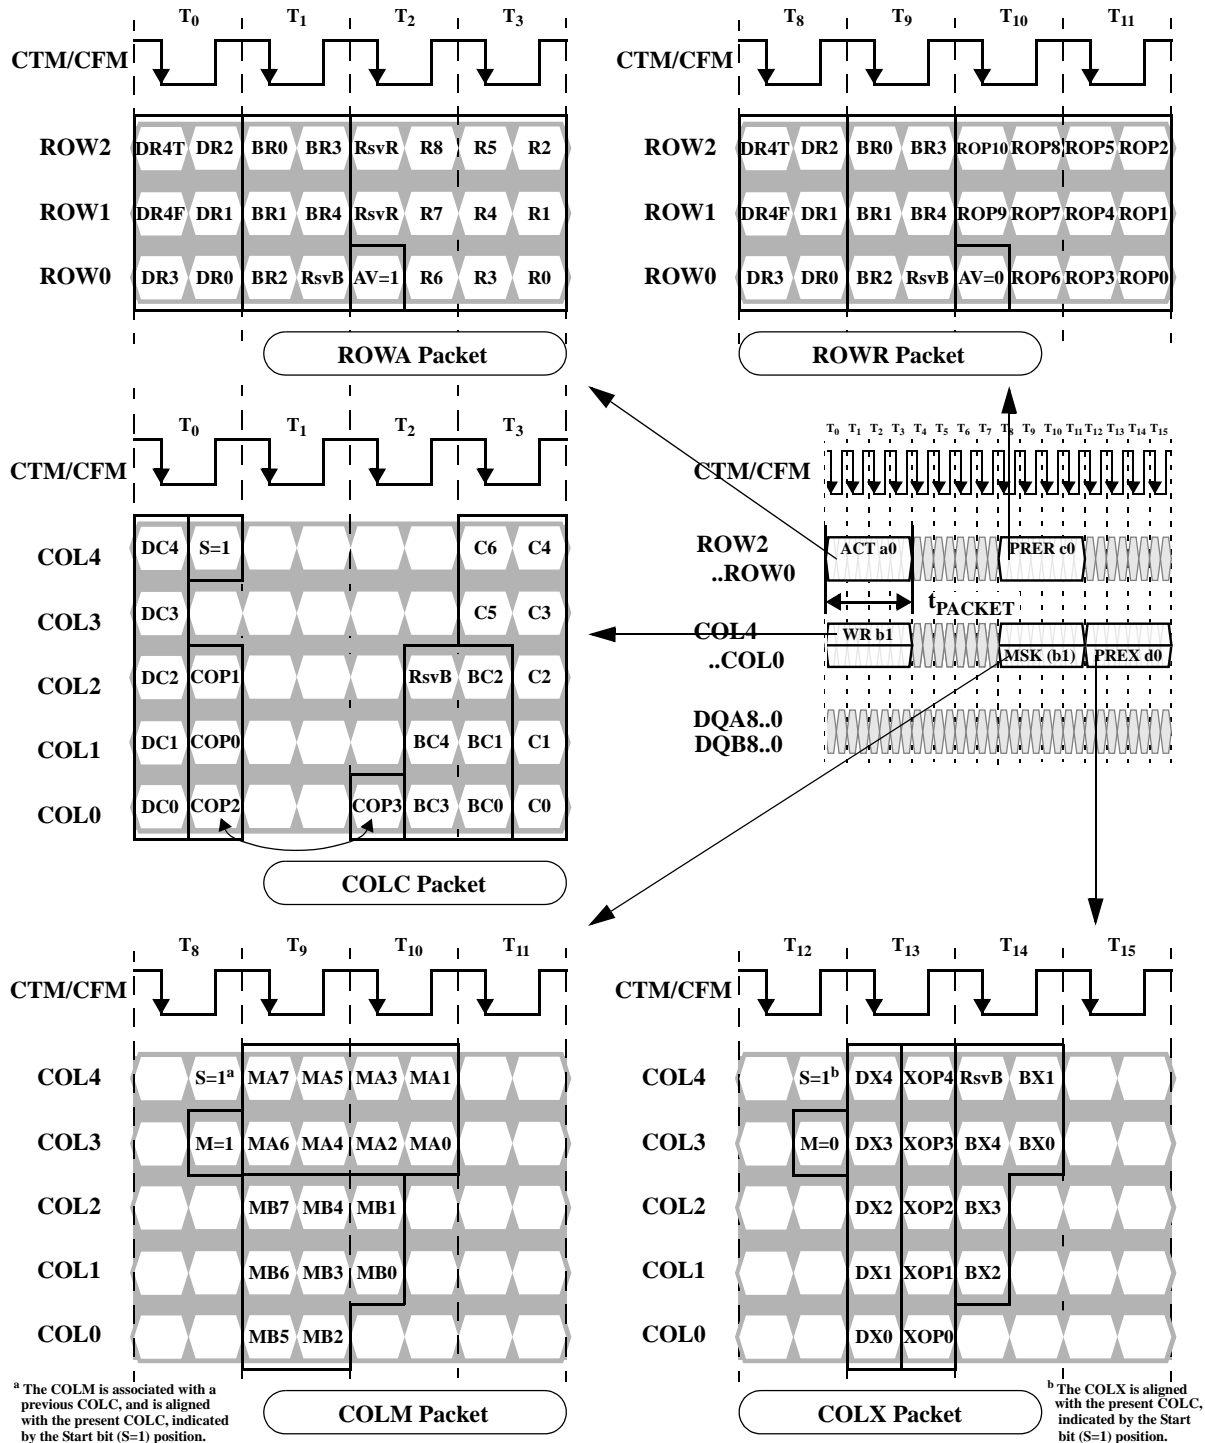 T0 T1 T2 T3
CTM/CFM
ROW2 DR4T DR2 BR0 BR3 RsvR R8 R5 R2
ROW1 DR4F DR1 BR1 BR4 RsvR R7 R4 R1
ROW0 DR3 DR0 BR2 RsvB AV=1 R6 R3 R0
ROWA Packet
T8 T9 T10 T11
CTM/CFM
ROW2 DR4T DR2 BR0 BR3 ROP10 ROP8 ROP5 ROP2
ROW1 DR4F DR1 BR1 BR4 ROP9 ROP7 ROP4 ROP1
ROW0 DR3 DR0 BR2 RsvB AV=0 ROP6 ROP3 ROP0
ROWR Packet
T0 T1 T2 T3
CTM/CFM
COL4 DC4 S=1 C6 C4
COL3 DC3 C5 C3
COL2 DC2 COP1 RsvB BC2 C2
COL1 DC1 COP0 BC4 BC1 C1
COL0 DC0 COP2 COP3 BC3 BC0 C0
COLC Packet
T0 T1 T2 T3 T4 T5 T6 T7 T8 T9 T10 T11 T12 T13 T14 T15
CTM/CFM
ROW2 ACT a0 PRER c0
..ROW0
tPACKET
COL4 WR b1
..COL0 MSK (b1) PREX d0
DQA8..0
DQB8..0
T8 T9 T10 T11
CTM/CFM
COL4 S=1a MA7 MA5 MA3 MA1
COL3 M=1 MA6 MA4 MA2 MA0
COL2 MB7 MB4 MB1
COL1 MB6 MB3 MB0
COL0 MB5 MB2
COLM Packet
a The COLM is associated with a
previous COLC, and is aligned
with the present COLC, indicated
by the Start bit (S=1) position.
T12 T13 T14 T15
CTM/CFM
COL4 S=1b DX4 XOP4 RsvB BX1
COL3 M=0 DX3 XOP3 BX4 BX0
COL2 DX2 XOP2 BX3
COL1 DX1 XOP1 BX2
COL0 DX0 XOP0
COLX Packet
b The COLX is aligned
with the present COLC,
indicated by the Start
bit (S=1) position.